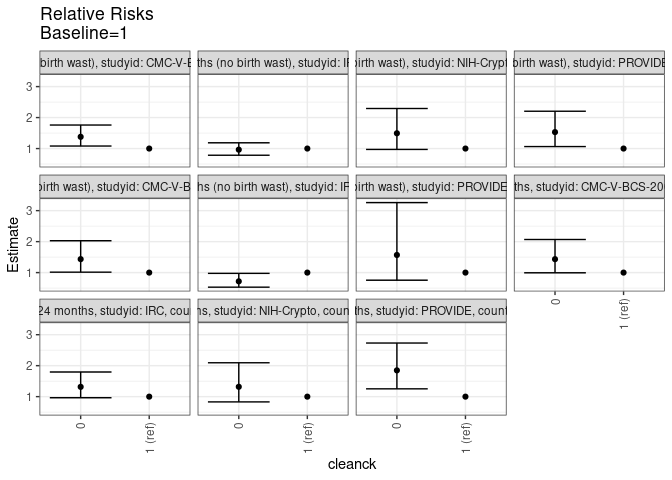 Relative Risks
Baseline=1
birth wast), studyid: CMC-V-B
ths (no birth wast), studyid: IR
birth wast), studyid: NIH-Crypt
birth wast), studyid: PROVIDE
birth wast), studyid: CMC-V-B
ths (no birth wast), studyid: IR
birth wast), studyid: PROVIDE
ths, studyid: CMC-V-BCS-20
24 months, studyid: IRC, cou
ns, studyid: NIH-Crypto, coun
ths, studyid: PROVIDE, count
3
2
1
3
2
1
3
2
1
Estimate
0
1 (ref)
0
1 (ref)
0
1 (ref)
0
1 (ref)
cleanck